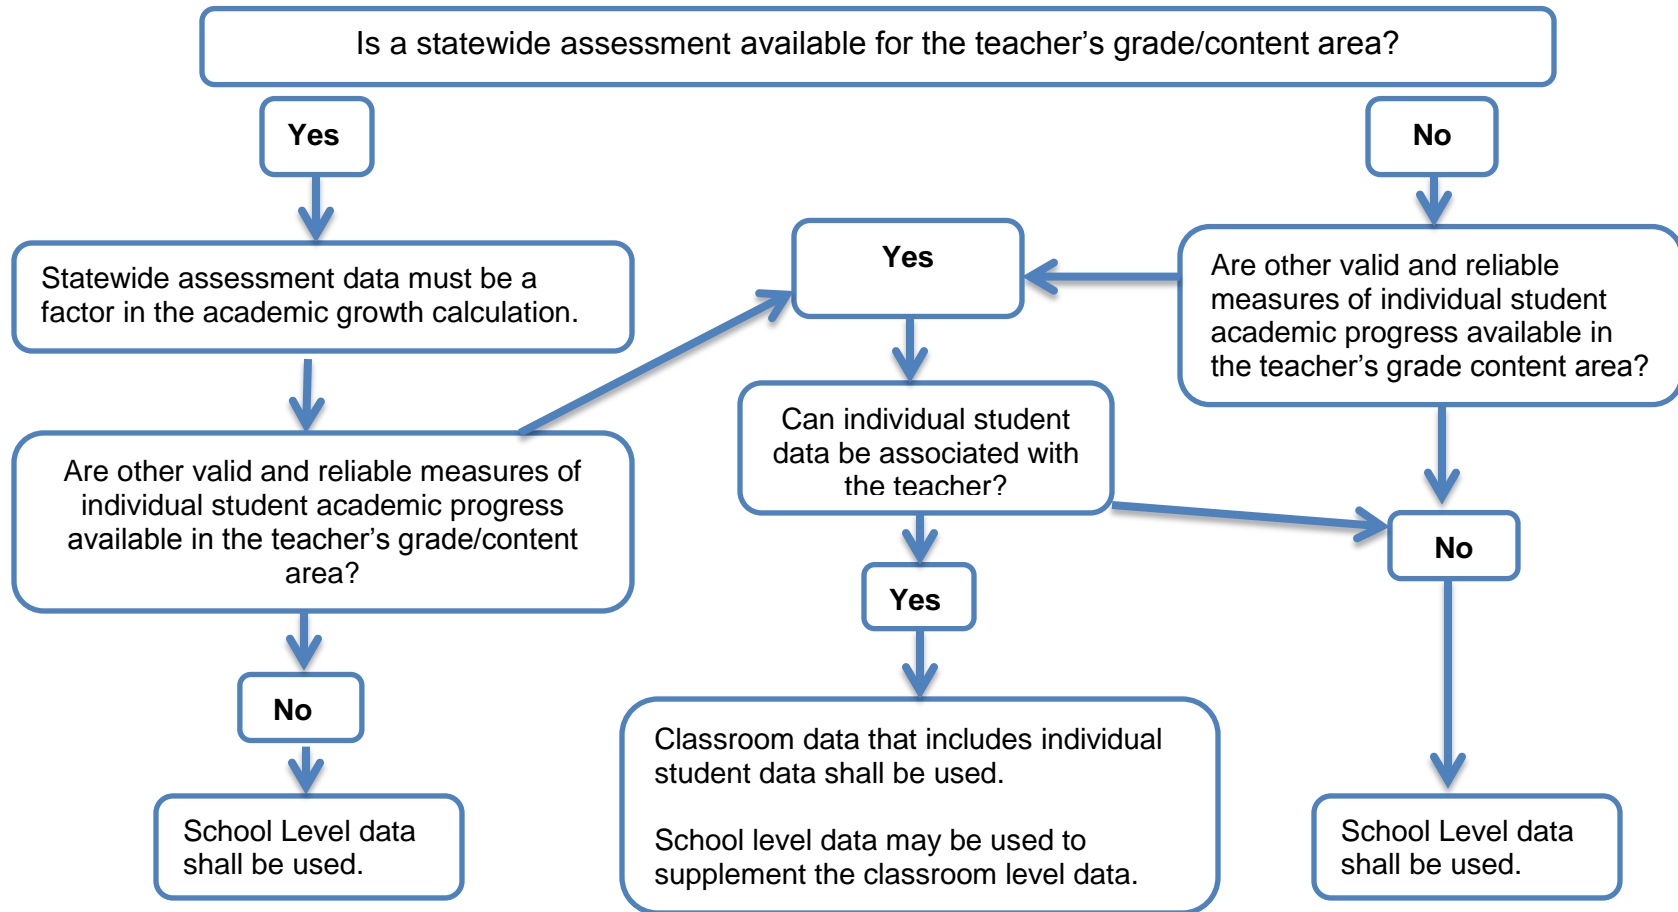 Is a statewide assessment available for the teacher’s grade/content area?
Yes
No
Statewide assessment data must be a
factor in the academic growth calculation.
Yes
Are other valid and reliable
measures of individual student
academic progress available in
the teacher’s grade content area?
Can individual student
data be associated with
the teacher?
Are other valid and reliable measures of
individual student academic progress
available in the teacher’s grade/content
area?
No
Yes
No
Classroom data that includes individual
student data shall be used.
School level data may be used to
supplement the classroom level data.
School Level data
shall be used.
School Level data
shall be used.